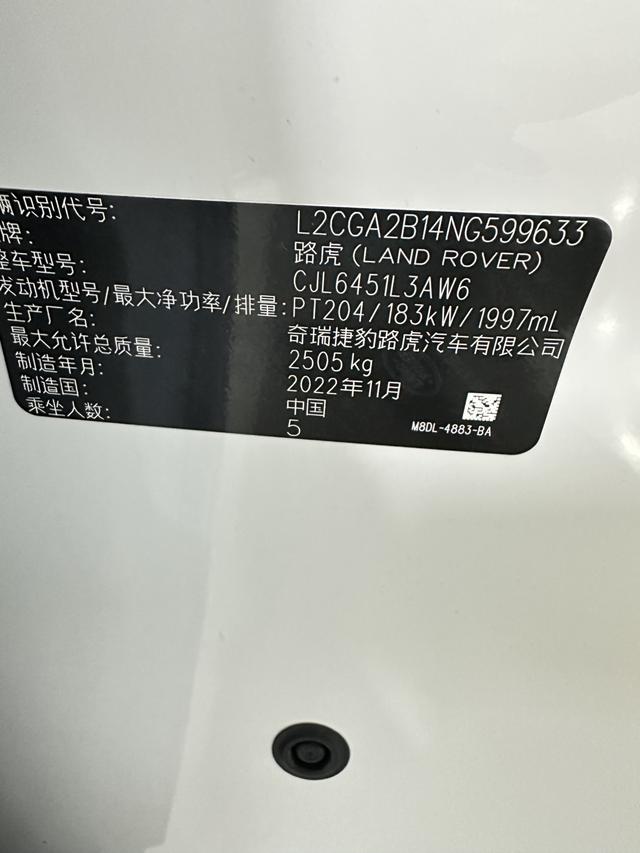 辆识别代号: L2CGA2B14NG599633
牌: 路虎 (LAND ROVER)
整车型号: CJL6451L3AW6
发动机型号/最大净功率/排量: PT204/183kW/1997mL
生产厂名: 奇瑞捷豹路虎汽车有限公司
最大允许总质量: 2505 kg
制造年月: 2022年11月
制造国: 中国
乘坐人数: 5
M8DL-4883-BA